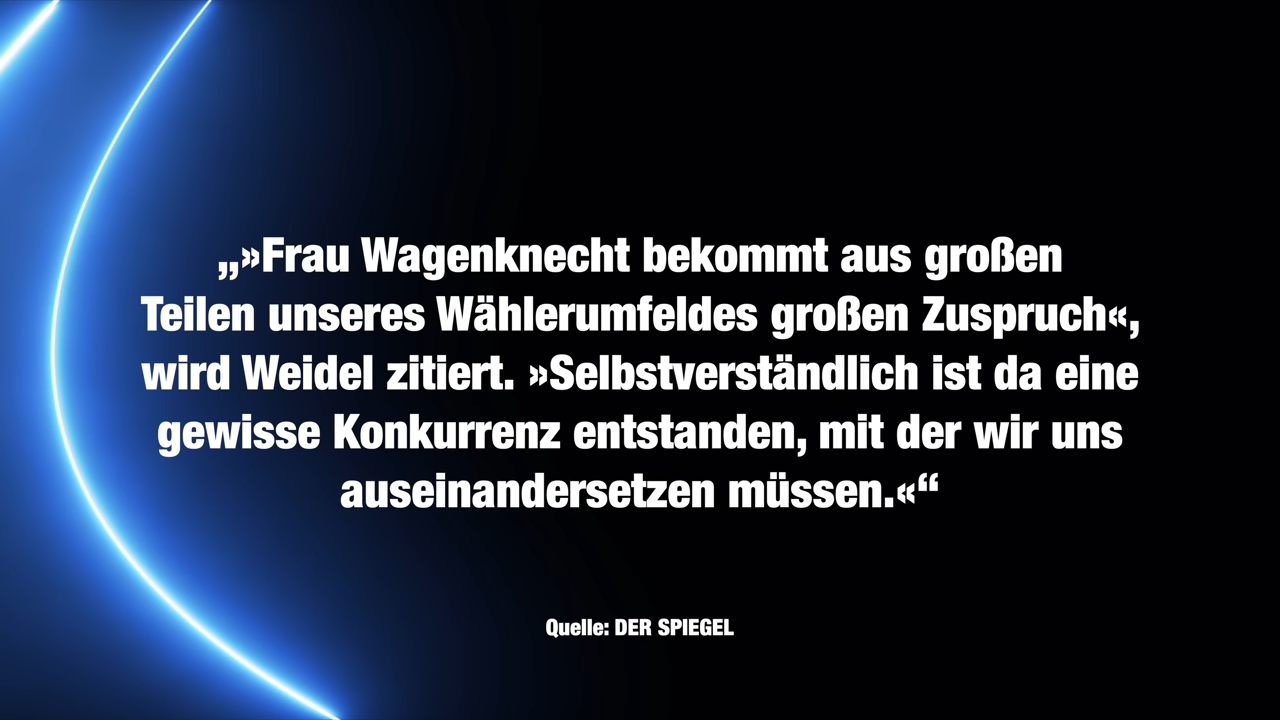 „»Frau Wagenknecht bekommt aus großen
Teilen unseres Wählerumfeldes großen Zuspruch«,
wird Weidel zitiert. »Selbstverständlich ist da eine
gewisse Konkurrenz entstanden, mit der wir uns
auseinandersetzen müssen.«“
Quelle: DER SPIEGEL